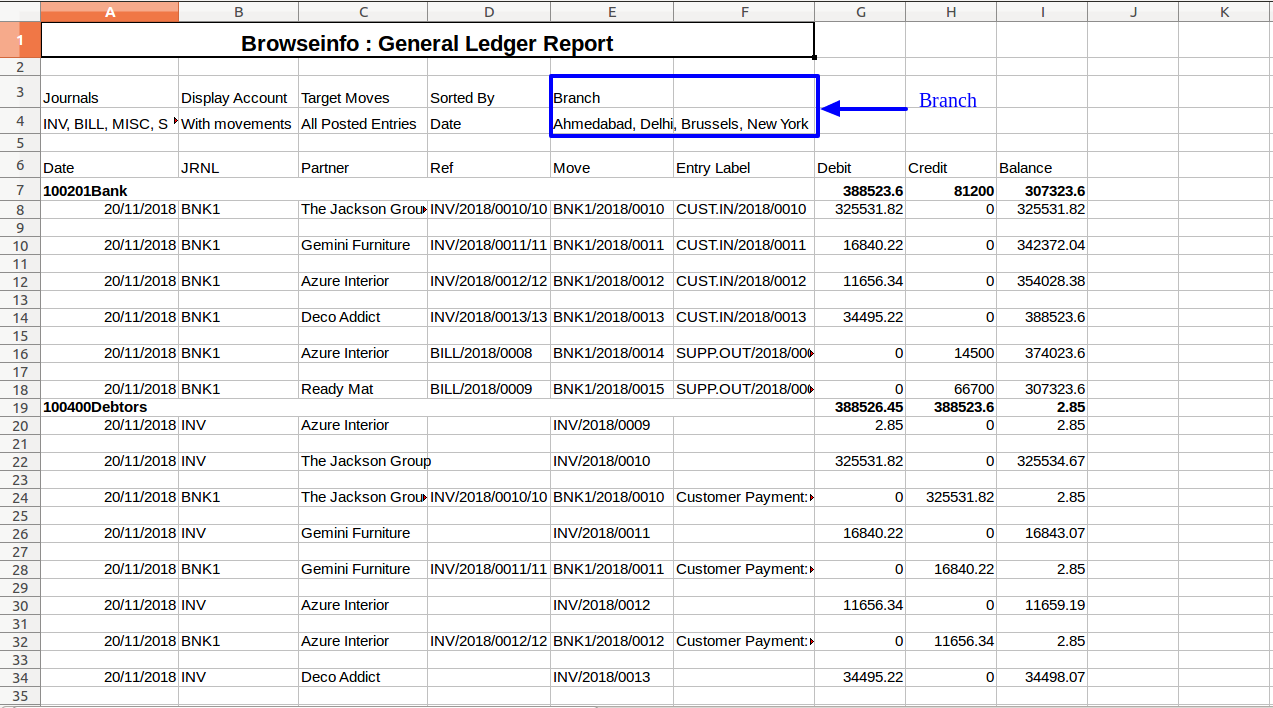 A B C D E F G H I J K
1 Browseinfo : General Ledger Report
2
3 Journals Display Account Target Moves Sorted By Branch Branch
4 INV, BILL, MISC, S With movements All Posted Entries Date Ahmedabad, Delhi, Brussels, New York
5
6 Date JRNL Partner Ref Move Entry Label Debit Credit Balance
7 100201Bank 388523.6 81200 307323.6
8 20/11/2018 BNK1 The Jackson Grou INV/2018/0010/10 BNK1/2018/0010 CUST.IN/2018/0010 325531.82 0 325531.82
9
10 20/11/2018 BNK1 Gemini Furniture INV/2018/0011/11 BNK1/2018/0011 CUST.IN/2018/0011 16840.22 0 342372.04
11
12 20/11/2018 BNK1 Azure Interior INV/2018/0012/12 BNK1/2018/0012 CUST.IN/2018/0012 11656.34 0 354028.38
13
14 20/11/2018 BNK1 Deco Addict INV/2018/0013/13 BNK1/2018/0013 CUST.IN/2018/0013 34495.22 0 388523.6
15
16 20/11/2018 BNK1 Azure Interior BILL/2018/0008 BNK1/2018/0014 SUPP.OUT/2018/000 0 14500 374023.6
17
18 20/11/2018 BNK1 Ready Mat BILL/2018/0009 BNK1/2018/0015 SUPP.OUT/2018/000 0 66700 307323.6
19 100400Debtors 388526.45 388523.6 2.85
20 20/11/2018 INV Azure Interior INV/2018/0009 2.85 0 2.85
21
22 20/11/2018 INV The Jackson Group INV/2018/0010 325531.82 0 325534.67
23
24 20/11/2018 BNK1 The Jackson Grou INV/2018/0010/10 BNK1/2018/0010 Customer Payment: 0 325531.82 2.85
25
26 20/11/2018 INV Gemini Furniture INV/2018/0011 16840.22 0 16843.07
27
28 20/11/2018 BNK1 Gemini Furniture INV/2018/0011/11 BNK1/2018/0011 Customer Payment: 0 16840.22 2.85
29
30 20/11/2018 INV Azure Interior INV/2018/0012 11656.34 0 11659.19
31
32 20/11/2018 BNK1 Azure Interior INV/2018/0012/12 BNK1/2018/0012 Customer Payment: 0 11656.34 2.85
33
34 20/11/2018 INV Deco Addict INV/2018/0013 34495.22 0 34498.07
35